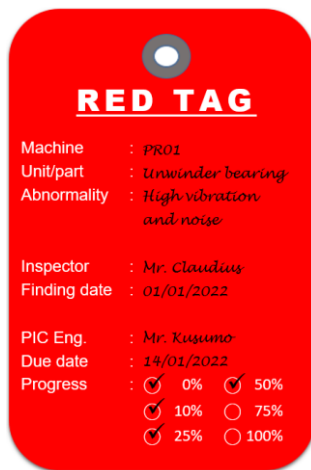 RED TAG
Machine : PR01
Unit/part : Unwinder bearing
Abnormality : High vibration
and noise
Inspector : Mr. Claudius
Finding date : 01/01/2022
PIC Eng. : Mr. Kusumo
Due date : 14/01/2022
Progress : ✓ 0% ✓ 50%
✓ 10% ○ 75%
✓ 25% ○ 100%